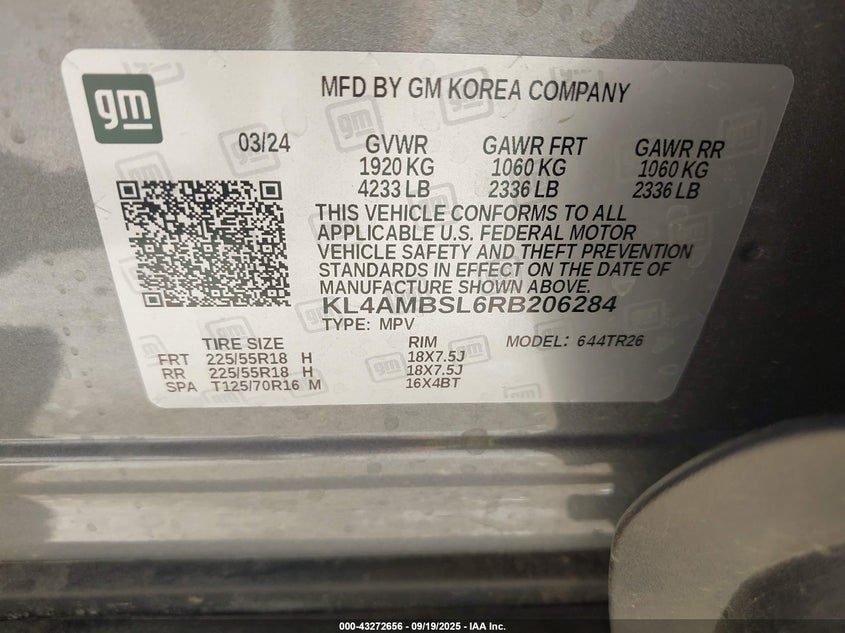 gm
MFD BY GM KOREA COMPANY
03/24 GVWR GAWR FRT GAWR RR
1920 KG 1060 KG 1060 KG
4233 LB 2336 LB 2336 LB
THIS VEHICLE CONFORMS TO ALL
APPLICABLE U.S. FEDERAL MOTOR
VEHICLE SAFETY AND THEFT PREVENTION
STANDARDS IN EFFECT ON THE DATE OF
MANUFACTURE SHOWN ABOVE.
KL4AMBSL6RB206284
TYPE: MPV
TIRE SIZE RIM MODEL: 644TR26
FRT 225/55R18 H 18X7.5J
RR 225/55R18 H 18X7.5J
SPA T125/70R16 M 16X4BT
000-43272656 - 09/19/2025 - IAA Inc.